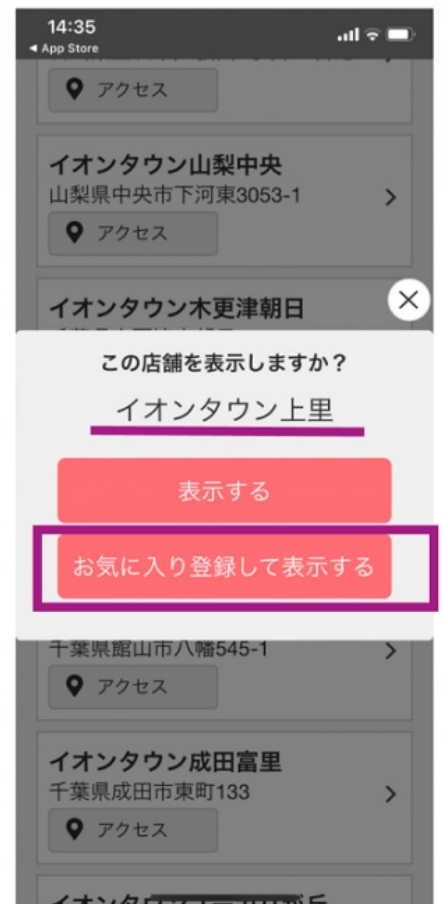 14:35
◀ App Store
アクセス
イオンタウン山梨中央
山梨県中央市下河東3053-1
アクセス
イオンタウン木更津朝日
この店舗を表示しますか？
イオンタウン上里
表示する
お気に入り登録して表示する
千葉県館山市八幡545-1
アクセス
イオンタウン成田富里
千葉県成田市東町133
アクセス